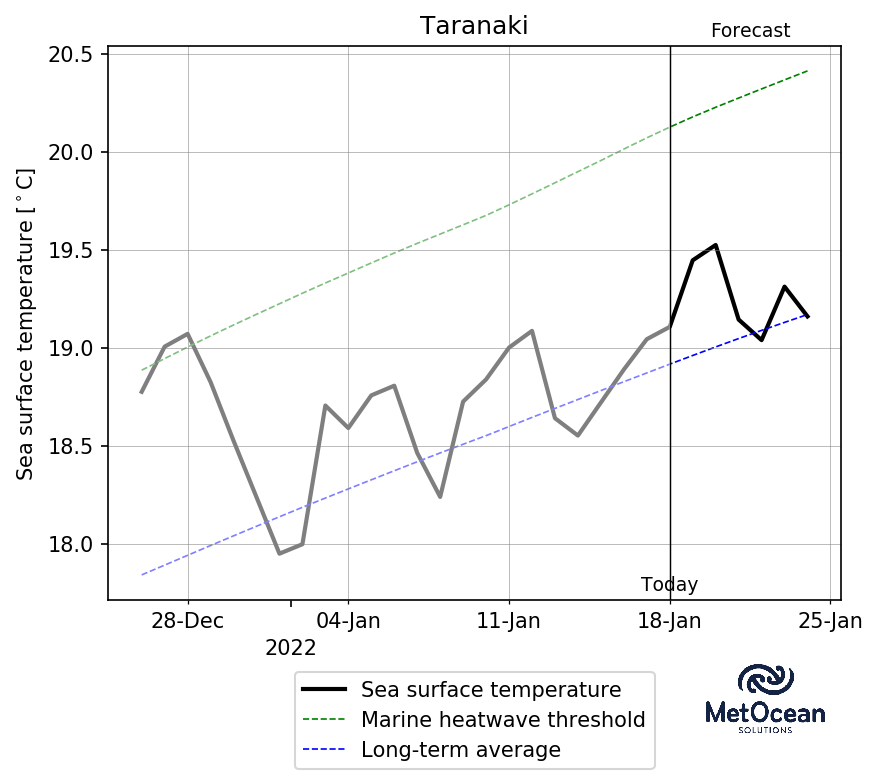 Taranaki
Forecast
20.5
20.0
19.5
19.0
18.5
18.0
Sea surface temperature [°C]
Today
28-Dec 04-Jan 11-Jan 18-Jan 25-Jan
2022
Sea surface temperature
Marine heatwave threshold
Long-term average
MetOcean
SOLUTIONS